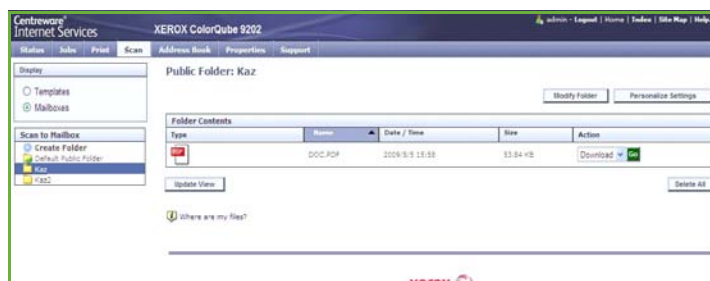 Centreware®
Internet Services
XEROX ColorQube 9202
admin - Logout | Home | Index | Site Map | Help
Status Jobs Print Scan Address Book Properties Support
Display
Templates
Mailboxes
Scan to Mailbox
Create Folder
Default Public Folder
Kaz
Kaz2
Public Folder: Kaz
Modify Folder Personalize Settings
Folder Contents
Type Name Date / Time Size Action
DOC.PDF 2009/5/5 15:58 53.84 KB Download Go
Update View Delete All
Where are my files?
xerox